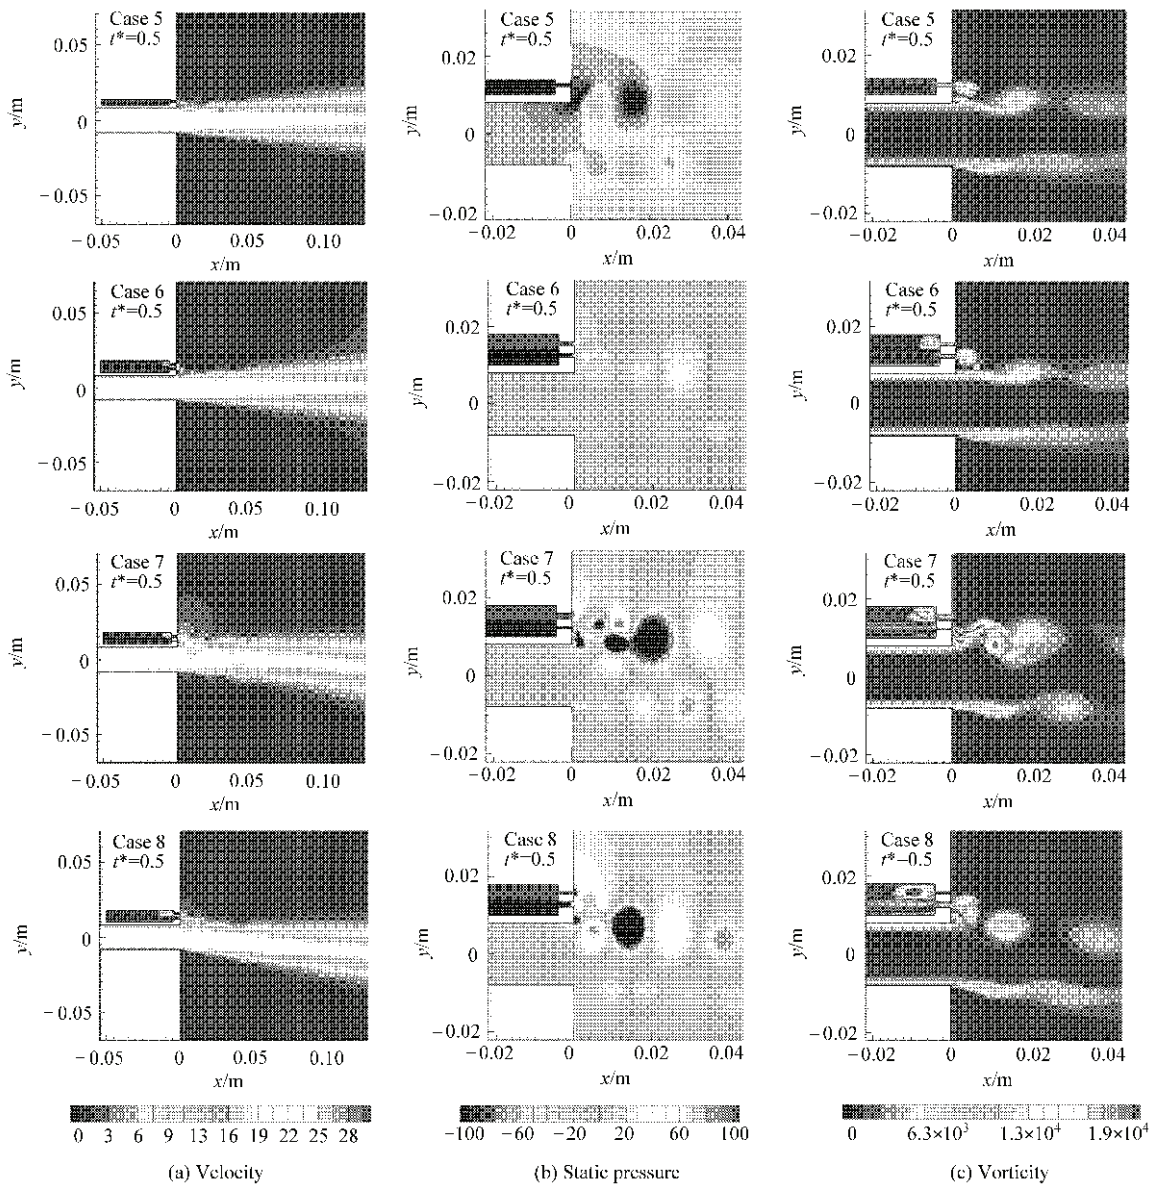 Case 5
t*=0.5
0.05
0
−0.05
y/m
−0.05 0 0.05 0.10
x/m
Case 5
t*=0.5
0.02
0
−0.02
y/m
−0.02 0 0.02 0.04
x/m
Case 5
t*=0.5
0.02
0
−0.02
y/m
−0.02 0 0.02 0.04
x/m
Case 6
t*=0.5
0.05
0
−0.05
y/m
−0.05 0 0.05 0.10
x/m
Case 6
t*=0.5
0.02
0
−0.02
y/m
−0.02 0 0.02 0.04
x/m
Case 6
t*=0.5
0.02
0
−0.02
y/m
−0.02 0 0.02 0.04
x/m
Case 7
t*=0.5
0.05
0
−0.05
y/m
−0.05 0 0.05 0.10
x/m
Case 7
t*=0.5
0.02
0
−0.02
y/m
−0.02 0 0.02 0.04
x/m
Case 7
t*=0.5
0.02
0
−0.02
y/m
−0.02 0 0.02 0.04
x/m
Case 8
t*=0.5
0.05
0
−0.05
y/m
−0.05 0 0.05 0.10
x/m
Case 8
t*=0.5
0.02
0
−0.02
y/m
−0.02 0 0.02 0.04
x/m
Case 8
t*=0.5
0.02
0
−0.02
y/m
−0.02 0 0.02 0.04
x/m
0 3 6 9 13 16 19 22 25 28
(a) Velocity
−100 −60 −20 20 60 100
(b) Static pressure
0 6.3×10³ 1.3×10⁴ 1.9×10⁴
(c) Vorticity